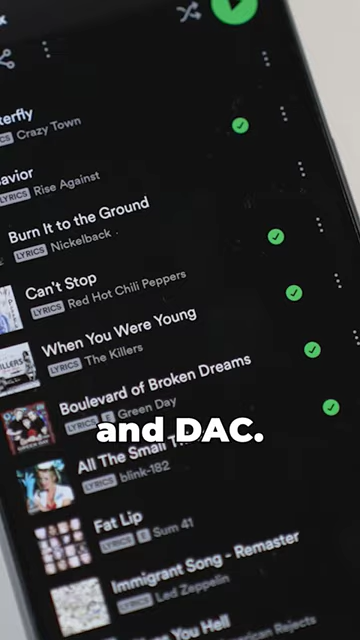 terfly
Crazy Town
avior
LYRICS Rise Against
Burn It to the Ground
LYRICS Nickelback
Can't Stop
LYRICS Red Hot Chili Peppers
When You Were Young
LYRICS The Killers
Boulevard of Broken Dreams
LYRICS E Green Day
and DAC.
All The Small T
LYRICS blink-182
Fat Lip
LYRICS E Sum 41
Immigrant Song - Remaster
LYRICS Led Zeppelin
You Hell
Rejects